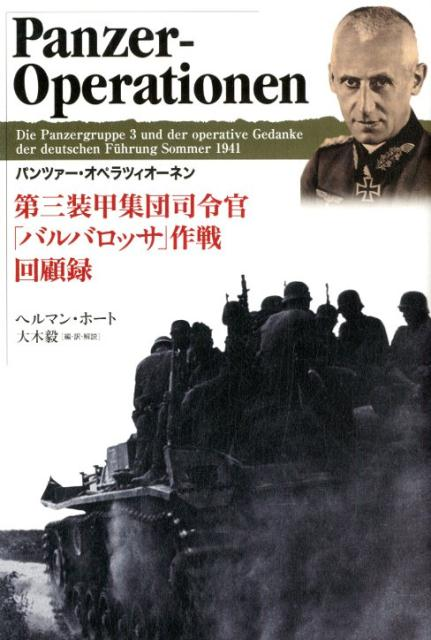 Panzer-
Operationen
Die Panzergruppe 3 und der operative Gedanke
der deutschen Führung Sommer 1941
パンツァー・オペラツィオーネン
第三装甲集団司令官
「バルバロッサ」作戦
回顧録
ヘルマン・ホート
大木毅[編・訳・解説]